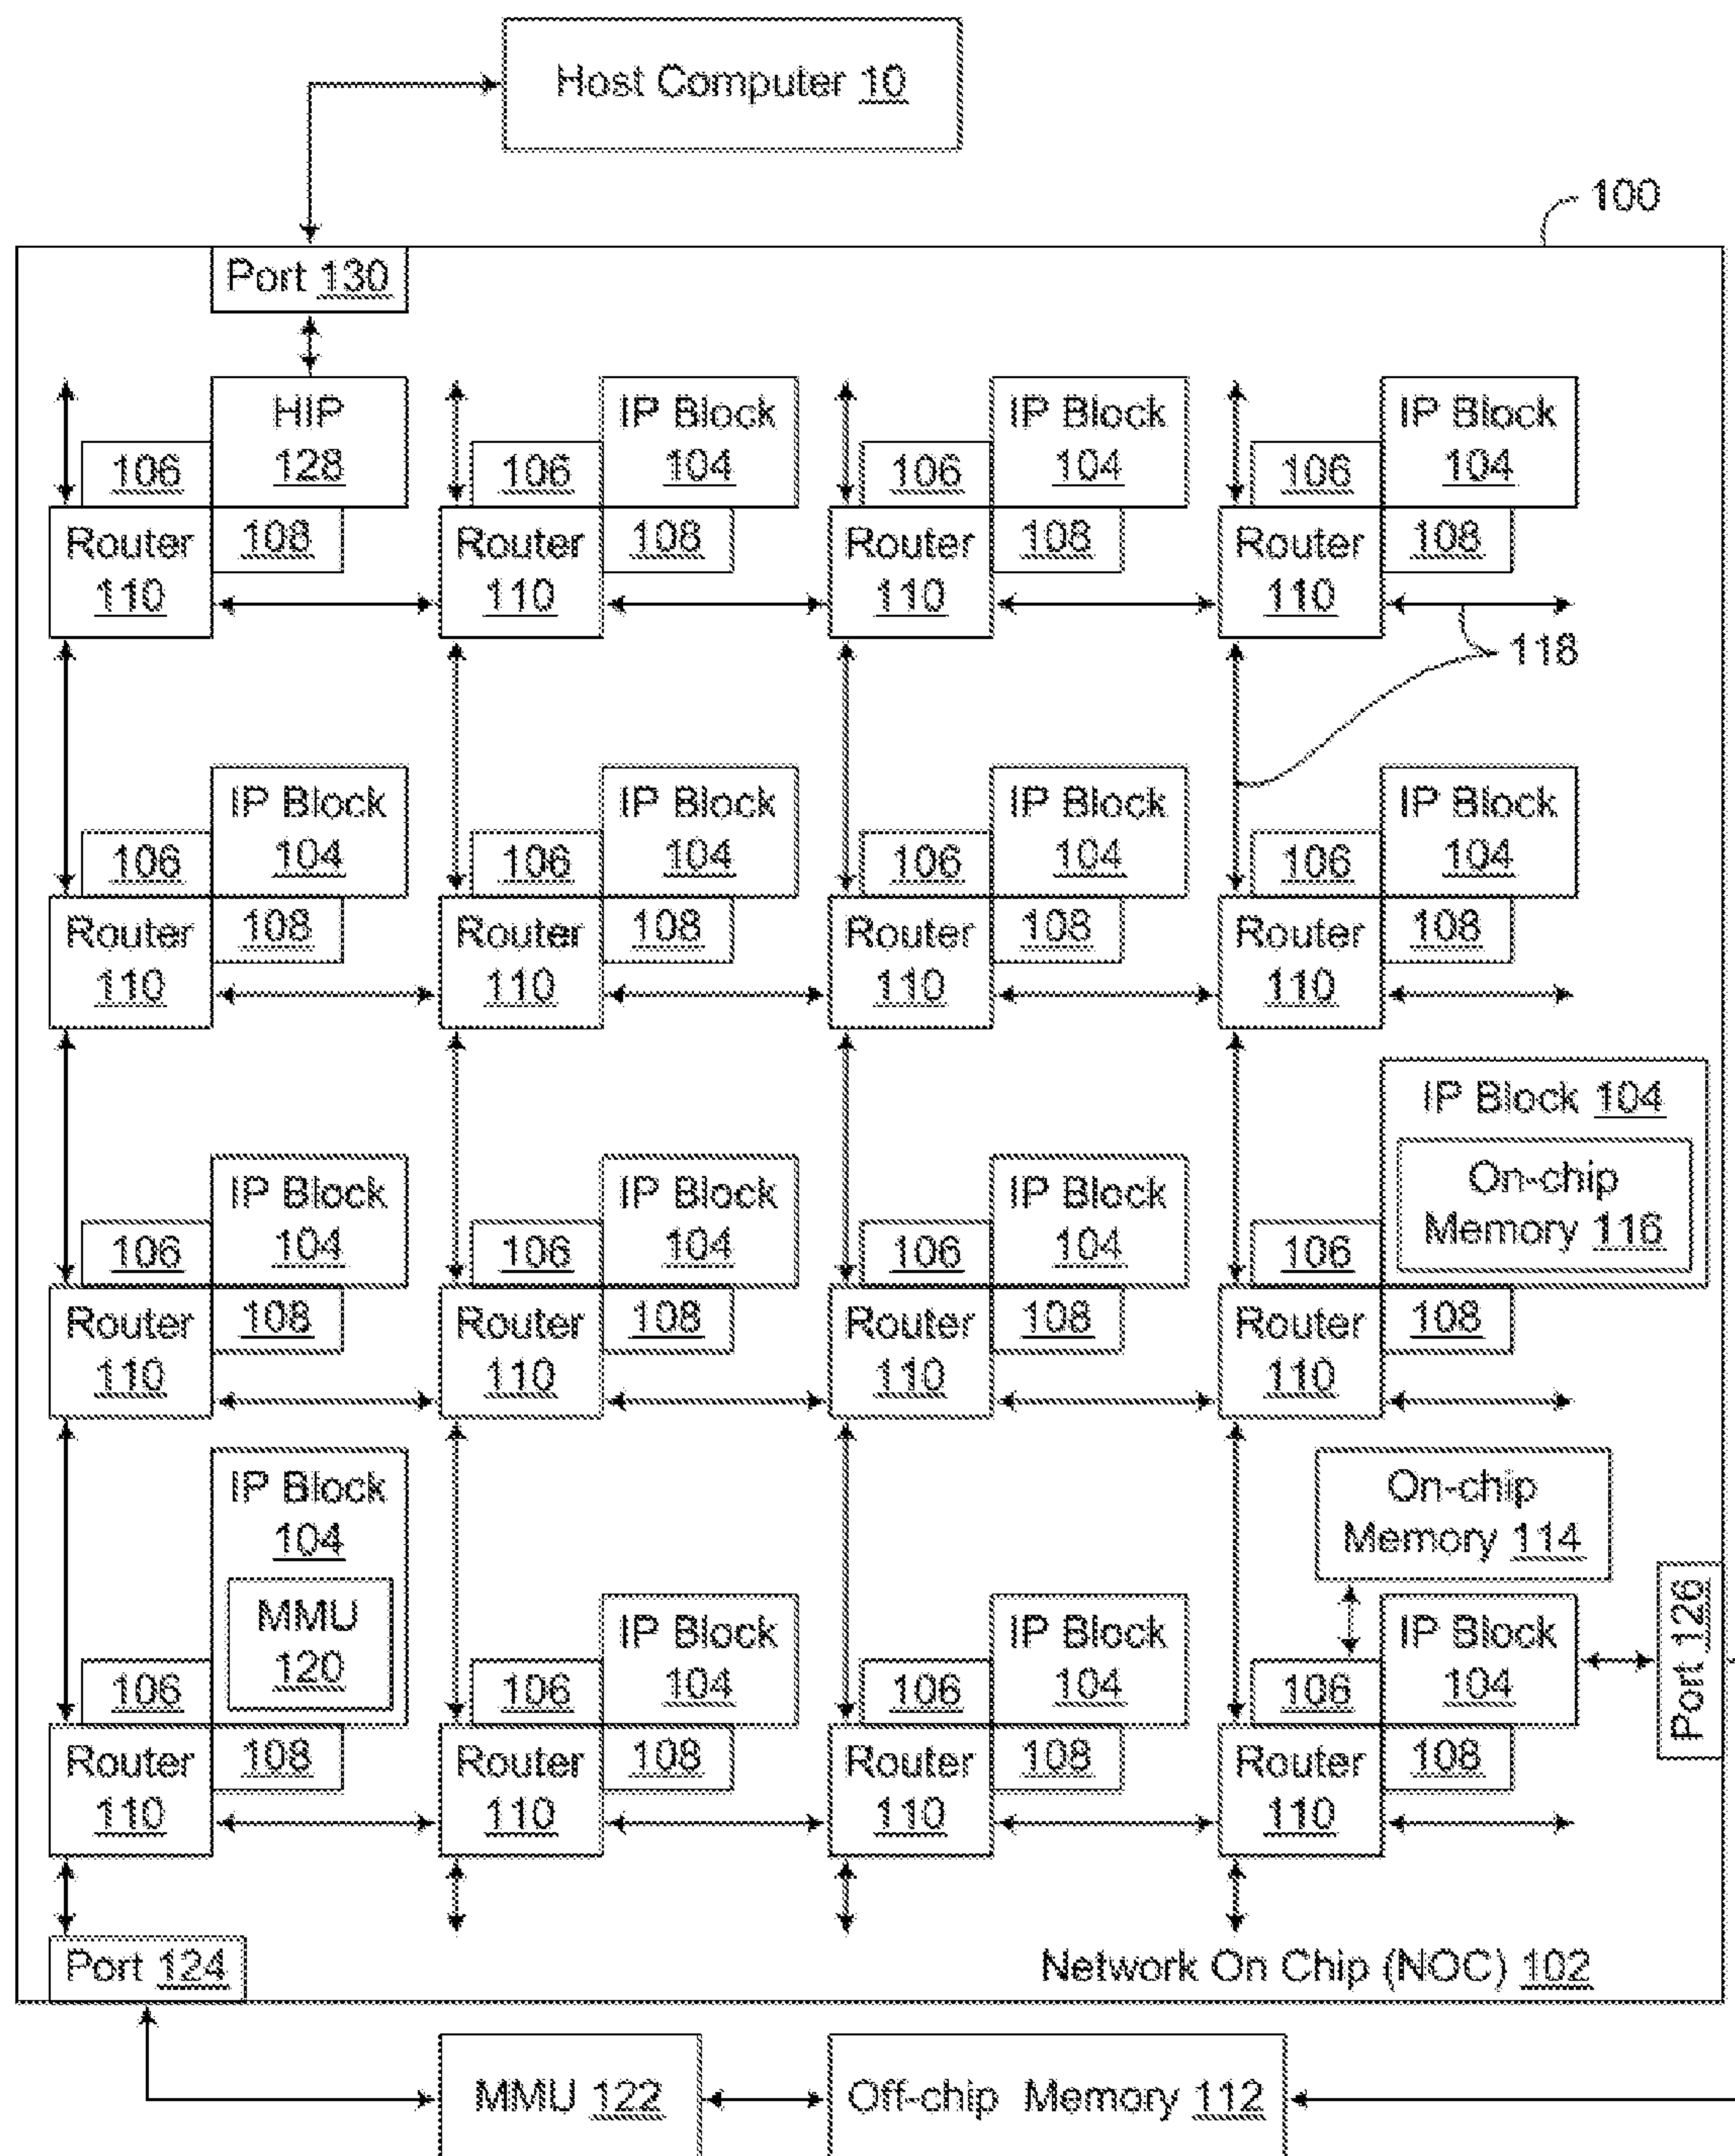 Host Computer 10
100
Port 130
HIP
128
IP Block
104
IP Block
104
IP Block
104
106
106
106
106
Router
110
108
Router
110
108
Router
110
108
Router
110
108
118
IP Block
104
IP Block
104
IP Block
104
IP Block
104
106
106
106
106
Router
110
108
Router
110
108
Router
110
108
Router
110
108
IP Block 104
On-chip
Memory 116
IP Block
104
IP Block
104
IP Block
104
106
106
106
106
Router
110
108
Router
110
108
Router
110
108
Router
110
108
IP Block
104
MMU
120
On-chip
Memory 114
IP Block
104
IP Block
104
IP Block
104
Port 126
106
106
106
106
Router
110
108
Router
110
108
Router
110
108
Router
110
108
Port 124
Network On Chip (NOC) 102
MMU 122
Off-chip Memory 112